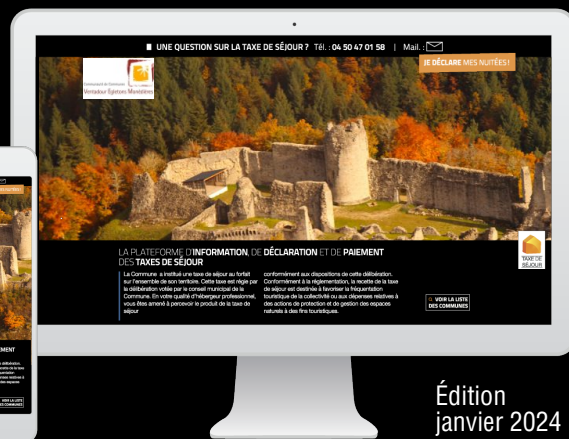 UNE QUESTION SUR LA TAXE DE SÉJOUR ? Tél. : 04 50 47 01 58 | Mail. :
JE DÉCLARE MES NUITÉES !
Ventadour Égletons Monédières
LA PLATEFORME D'INFORMATION, DE DÉCLARATION ET DE PAIEMENT
DES TAXES DE SÉJOUR
La Commune a institué une taxe de séjour au forfait
sur l'ensemble de son territoire. Cette taxe est régie par
la délibération votée par le conseil municipal de la
Commune. En votre qualité d'hébergeur professionnel,
vous êtes amené à percevoir le produit de la taxe de
séjour
conformément aux dispositions de cette délibération.
Conformément à la réglementation, la recette de la taxe
de séjour est destinée à favoriser la fréquentation
touristique de la collectivité ou aux dépenses relatives à
des actions de protection et de gestion des espaces
naturels à des fins touristiques.
TAXE DE
SÉJOUR
VOIR LA LISTE
DES COMMUNES
EMENT
VOIR LA LISTE
DES COMMUNES
Édition
janvier 2024